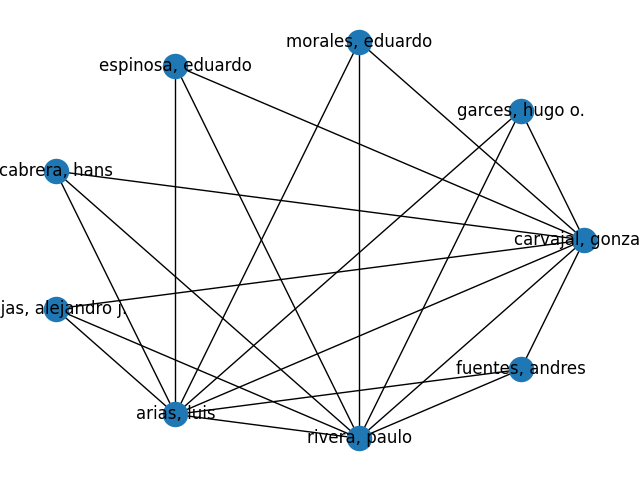 morales, eduardo
espinosa, eduardo
garces, hugo o.
cabrera, hans
carvajal, gonza
jas, alejandro j.
fuentes, andres
arias, luis
rivera, paulo